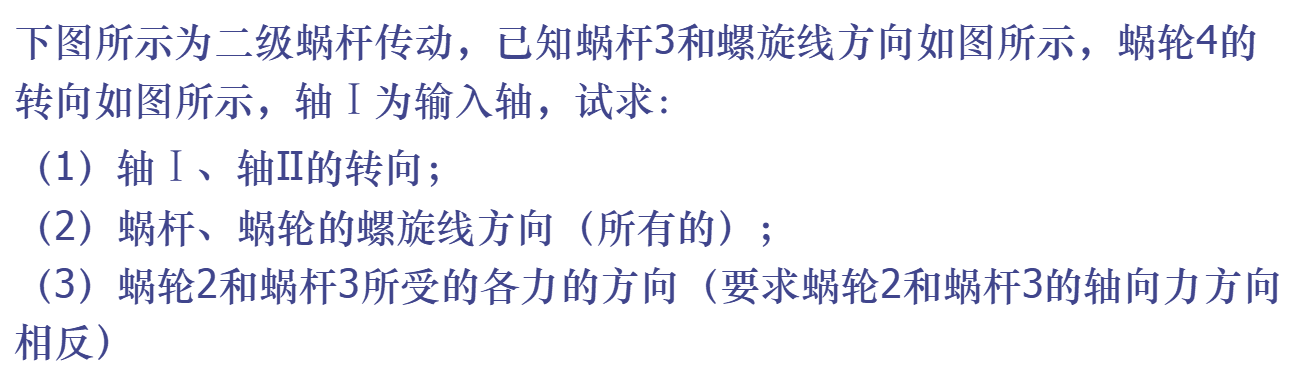 下图所示为二级蜗杆传动，已知蜗杆3和螺旋线方向如图所示，蜗轮4的
转向如图所示，轴Ⅰ为输入轴，试求：
（1）轴Ⅰ、轴Ⅱ的转向；
（2）蜗杆、蜗轮的螺旋线方向（所有的）；
（3）蜗轮2和蜗杆3所受的各力的方向（要求蜗轮2和蜗杆3的轴向力方向
相反）